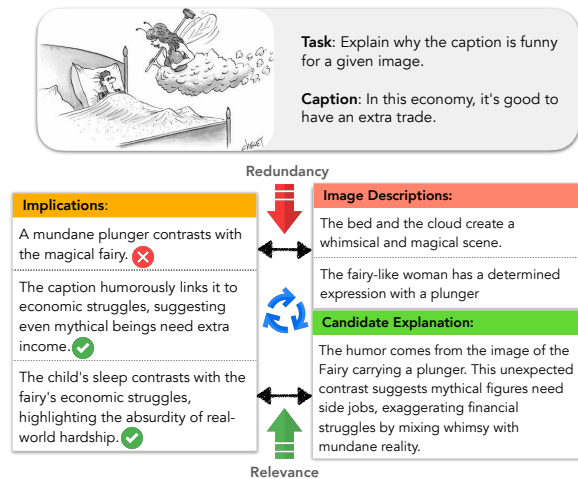 Task: Explain why the caption is funny
for a given image.
Caption: In this economy, it's good to
have an extra trade.
Redundancy
Implications:
A mundane plunger contrasts with
the magical fairy.
The caption humorously links it to
economic struggles, suggesting
even mythical beings need extra
income.
The child's sleep contrasts with the
fairy's economic struggles,
highlighting the absurdity of real-
world hardship.
Image Descriptions:
The bed and the cloud create a
whimsical and magical scene.
The fairy-like woman has a determined
expression with a plunger
Candidate Explanation:
The humor comes from the image of the
Fairy carrying a plunger. This unexpected
contrast suggests mythical figures need
side jobs, exaggerating financial
struggles by mixing whimsy with
mundane reality.
Relevance